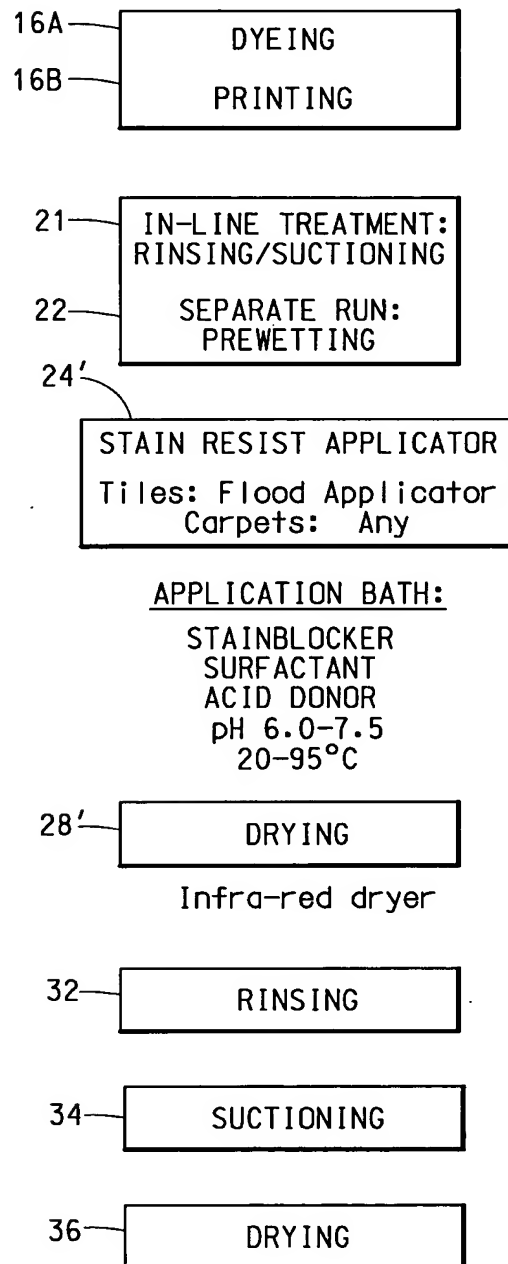 16A
DYEING
16B
PRINTING
21
IN-LINE TREATMENT:
RINSING/SUCTIONING
22
SEPARATE RUN:
PREWETTING
24'
STAIN RESIST APPLICATOR
Tiles: Flood Applicator
Carpets: Any
APPLICATION BATH:
STAINBLOCKER
SURFACTANT
ACID DONOR
pH 6.0-7.5
20-95°C
28'
DRYING
Infra-red dryer
32
RINSING
34
SUCTIONING
36
DRYING